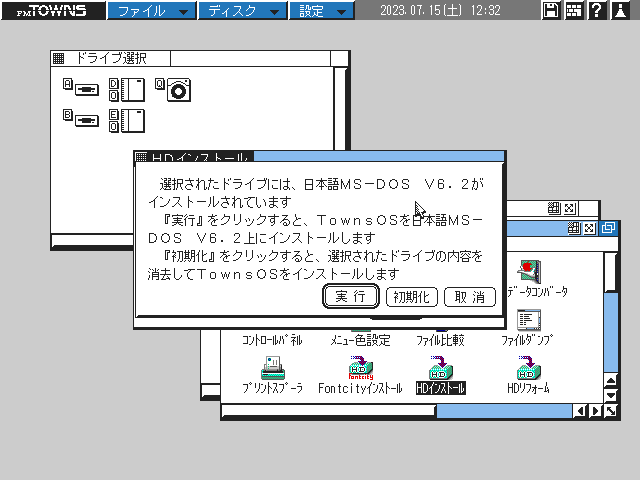 FMTOWNS ファイル ディスク 設定 2023.07.15(土) 12:32
ドライブ選択
A D O Q
B E O
HDインストール
選択されたドライブには、日本語MS-DOS V6.2が
インストールされています
『実行』をクリックすると、TownsOSを日本語MS-
DOS V6.2上にインストールします
『初期化』をクリックすると、選択されたドライブの内容を
消去してTownsOSをインストールします
実行 初期化 取消
データコンバータ
コントロールパネル メニュー色設定 ファイル比較 ファイルダンプ
プリントスプーラ Fontcityインストール HDインストール HDリフォーム